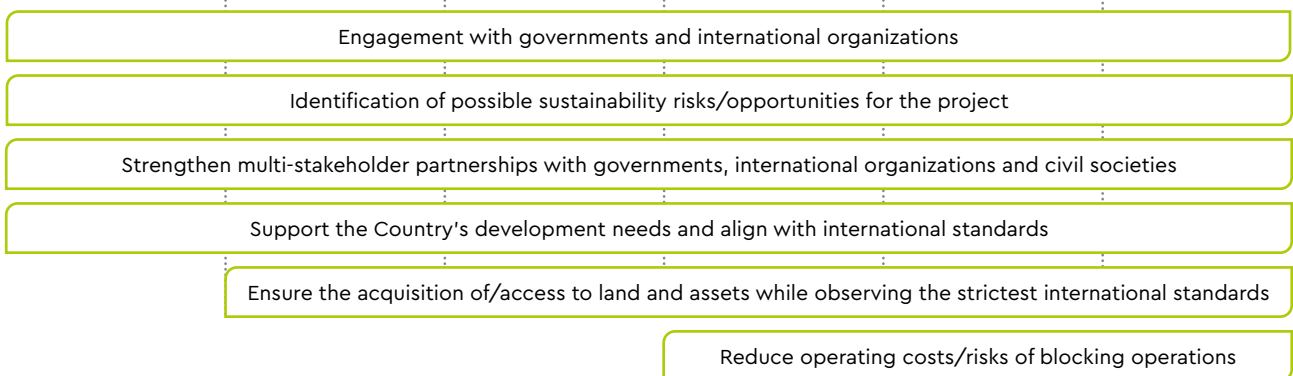 Engagement with governments and international organizations
Identification of possible sustainability risks/opportunities for the project
Strengthen multi-stakeholder partnerships with governments, international organizations and civil societies
Support the Country's development needs and align with international standards
Ensure the acquisition of/access to land and assets while observing the strictest international standards
Reduce operating costs/risks of blocking operations